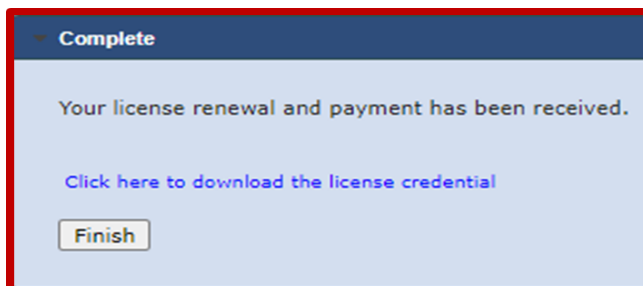 Complete
Your license renewal and payment has been received.
Click here to download the license credential
Finish